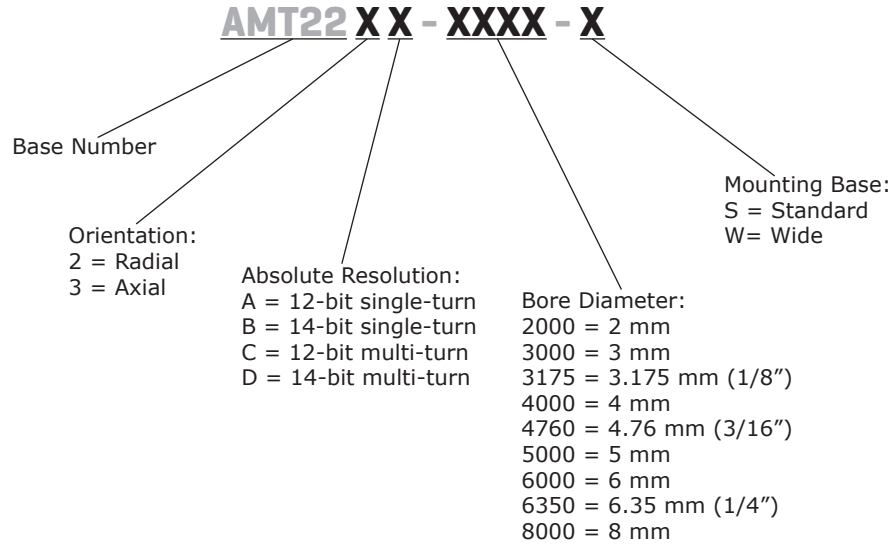 AMT22 X X - XXXX - X
Base Number
Orientation:
2 = Radial
3 = Axial
Absolute Resolution:
A = 12-bit single-turn
B = 14-bit single-turn
C = 12-bit multi-turn
D = 14-bit multi-turn
Bore Diameter:
2000 = 2 mm
3000 = 3 mm
3175 = 3.175 mm (1/8”)
4000 = 4 mm
4760 = 4.76 mm (3/16”)
5000 = 5 mm
6000 = 6 mm
6350 = 6.35 mm (1/4”)
8000 = 8 mm
Mounting Base:
S = Standard
W= Wide